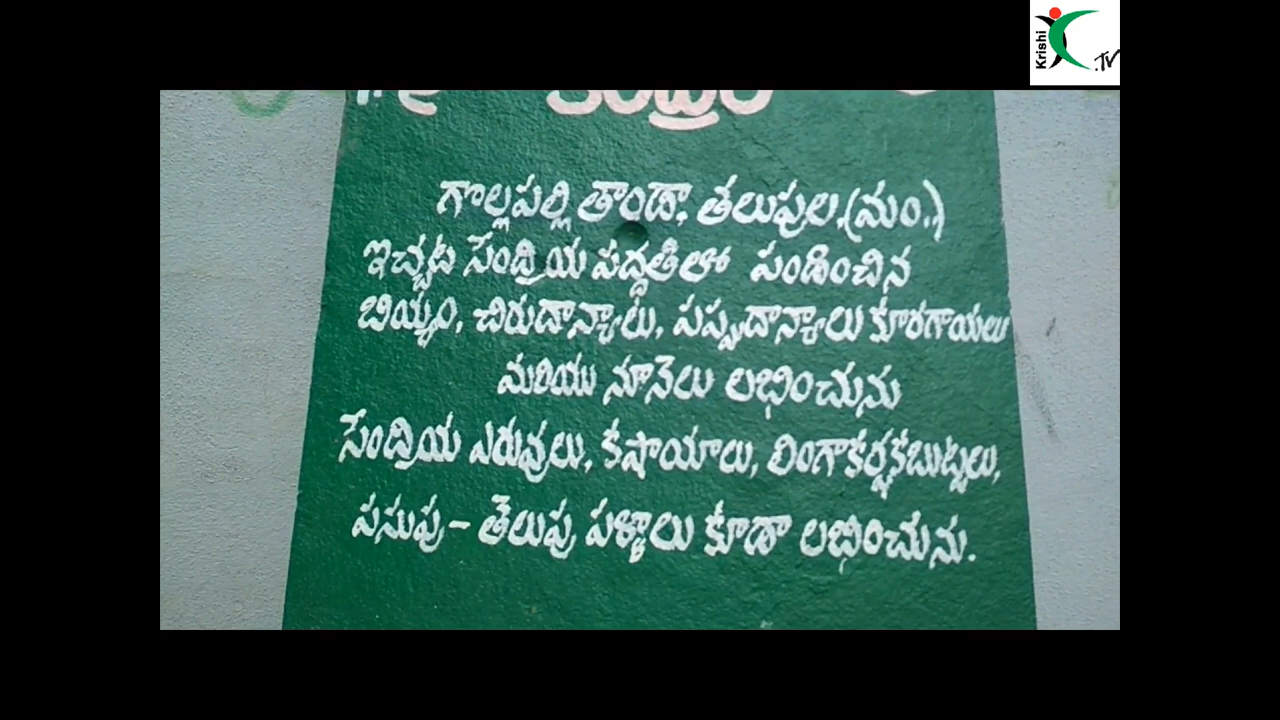 Krishi
.TV
కేంద్రం
గొల్లపల్లి తాండా, తలుపుల,(మం.)
ఇచ్చట సేంద్రియ పద్ధతిలో పండించిన
బియ్యం, చిరుదాన్యాలు, పప్పుదాన్యాలు కూరగాయలు
మరియు నూనెలు లభించును
సేంద్రియ ఎరువులు, కషాయాలు, లింగాకర్షకబుట్టలు,
పసుపు – తెలుపు పళ్ళాలు కూడా లభించును.